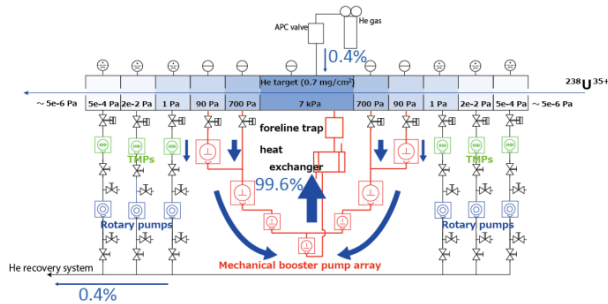 He gas
APC valve
0.4%
He target (0.7 mg/cm²)
²³⁸U³⁵⁺
~ 5e-6 Pa 5e-4 Pa 2e-2 Pa 1 Pa 90 Pa 700 Pa 7 kPa 700 Pa 90 Pa 1 Pa 2e-2 Pa 5e-4 Pa ~ 5e-6 Pa
foreline trap
heat
exchanger
TMPs TMPs
99.6%
Rotary pumps Rotary pumps
Mechanical booster pump array
He recovery system
0.4%